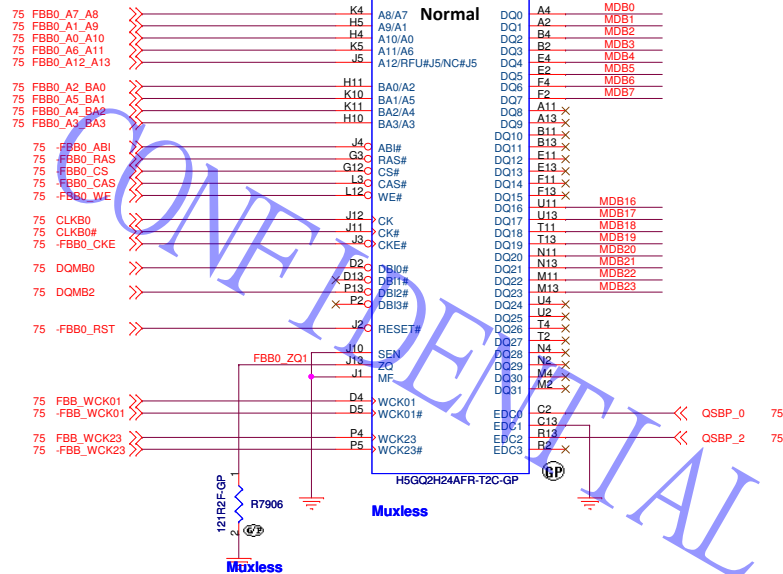 Normal
75 FBB0_A7_A8 K4 A8/A7 DQ0 A4 MDB0
75 FBB0_A1_A9 H5 A9/A1 DQ1 A2 MDB1
75 FBB0_A0_A10 H4 A10/A0 DQ2 B4 MDB2
75 FBB0_A6_A11 K5 A11/A6 DQ3 B2 MDB3
75 FBB0_A12_A13 J5 A12/RFU#J5/NC#J5 DQ4 E4 MDB4
DQ5 E2 MDB5
75 FBB0_A2_BA0 H11 BA0/A2 DQ6 F4 MDB6
75 FBB0_A5_BA1 K10 BA1/A5 DQ7 F2 MDB7
75 FBB0_A4_BA2 K11 BA2/A4 DQ8 A11
75 FBB0_A3_BA3 H10 BA3/A3 DQ9 A13
DQ10 B11
75 -FBB0_ABI J4 ABI# DQ11 B13
75 -FBB0_RAS G3 RAS# DQ12 E11
75 -FBB0_CS G12 CS# DQ13 E13
75 -FBB0_CAS L3 CAS# DQ14 F11
75 -FBB0_WE L12 WE# DQ15 F13
DQ16 U11 MDB16
75 CLKB0 J12 CK DQ17 U13 MDB17
75 CLKB0# J11 CK# DQ18 T11 MDB18
75 -FBB0_CKE J3 CKE# DQ19 T13 MDB19
DQ20 N11 MDB20
75 DQMB0 D2 DBI0# DQ21 N13 MDB21
D13 DBI1# DQ22 M11 MDB22
75 DQMB2 P13 DBI2# DQ23 M13 MDB23
P2 DBI3# DQ24 U4
DQ25 U2
75 -FBB0_RST J2 RESET# DQ26 T4
DQ27 T2
J10 SEN DQ28 N4
FBB0_ZQ1 J13 ZQ DQ29 N2
J1 MF DQ30 M4
DQ31 M2
75 FBB_WCK01 D4 WCK01
75 -FBB_WCK01 D5 WCK01# EDC0 C2 QSBP_0 75
EDC1 C13
75 FBB_WCK23 P4 WCK23 EDC2 R13 QSBP_2 75
75 -FBB_WCK23 P5 WCK23# EDC3 R2
GP
H5GQ2H24AFR-T2C-GP
Muxless
1
121R2F-GP
R7906
2
G/P
Muxless
CONFIDENTIAL